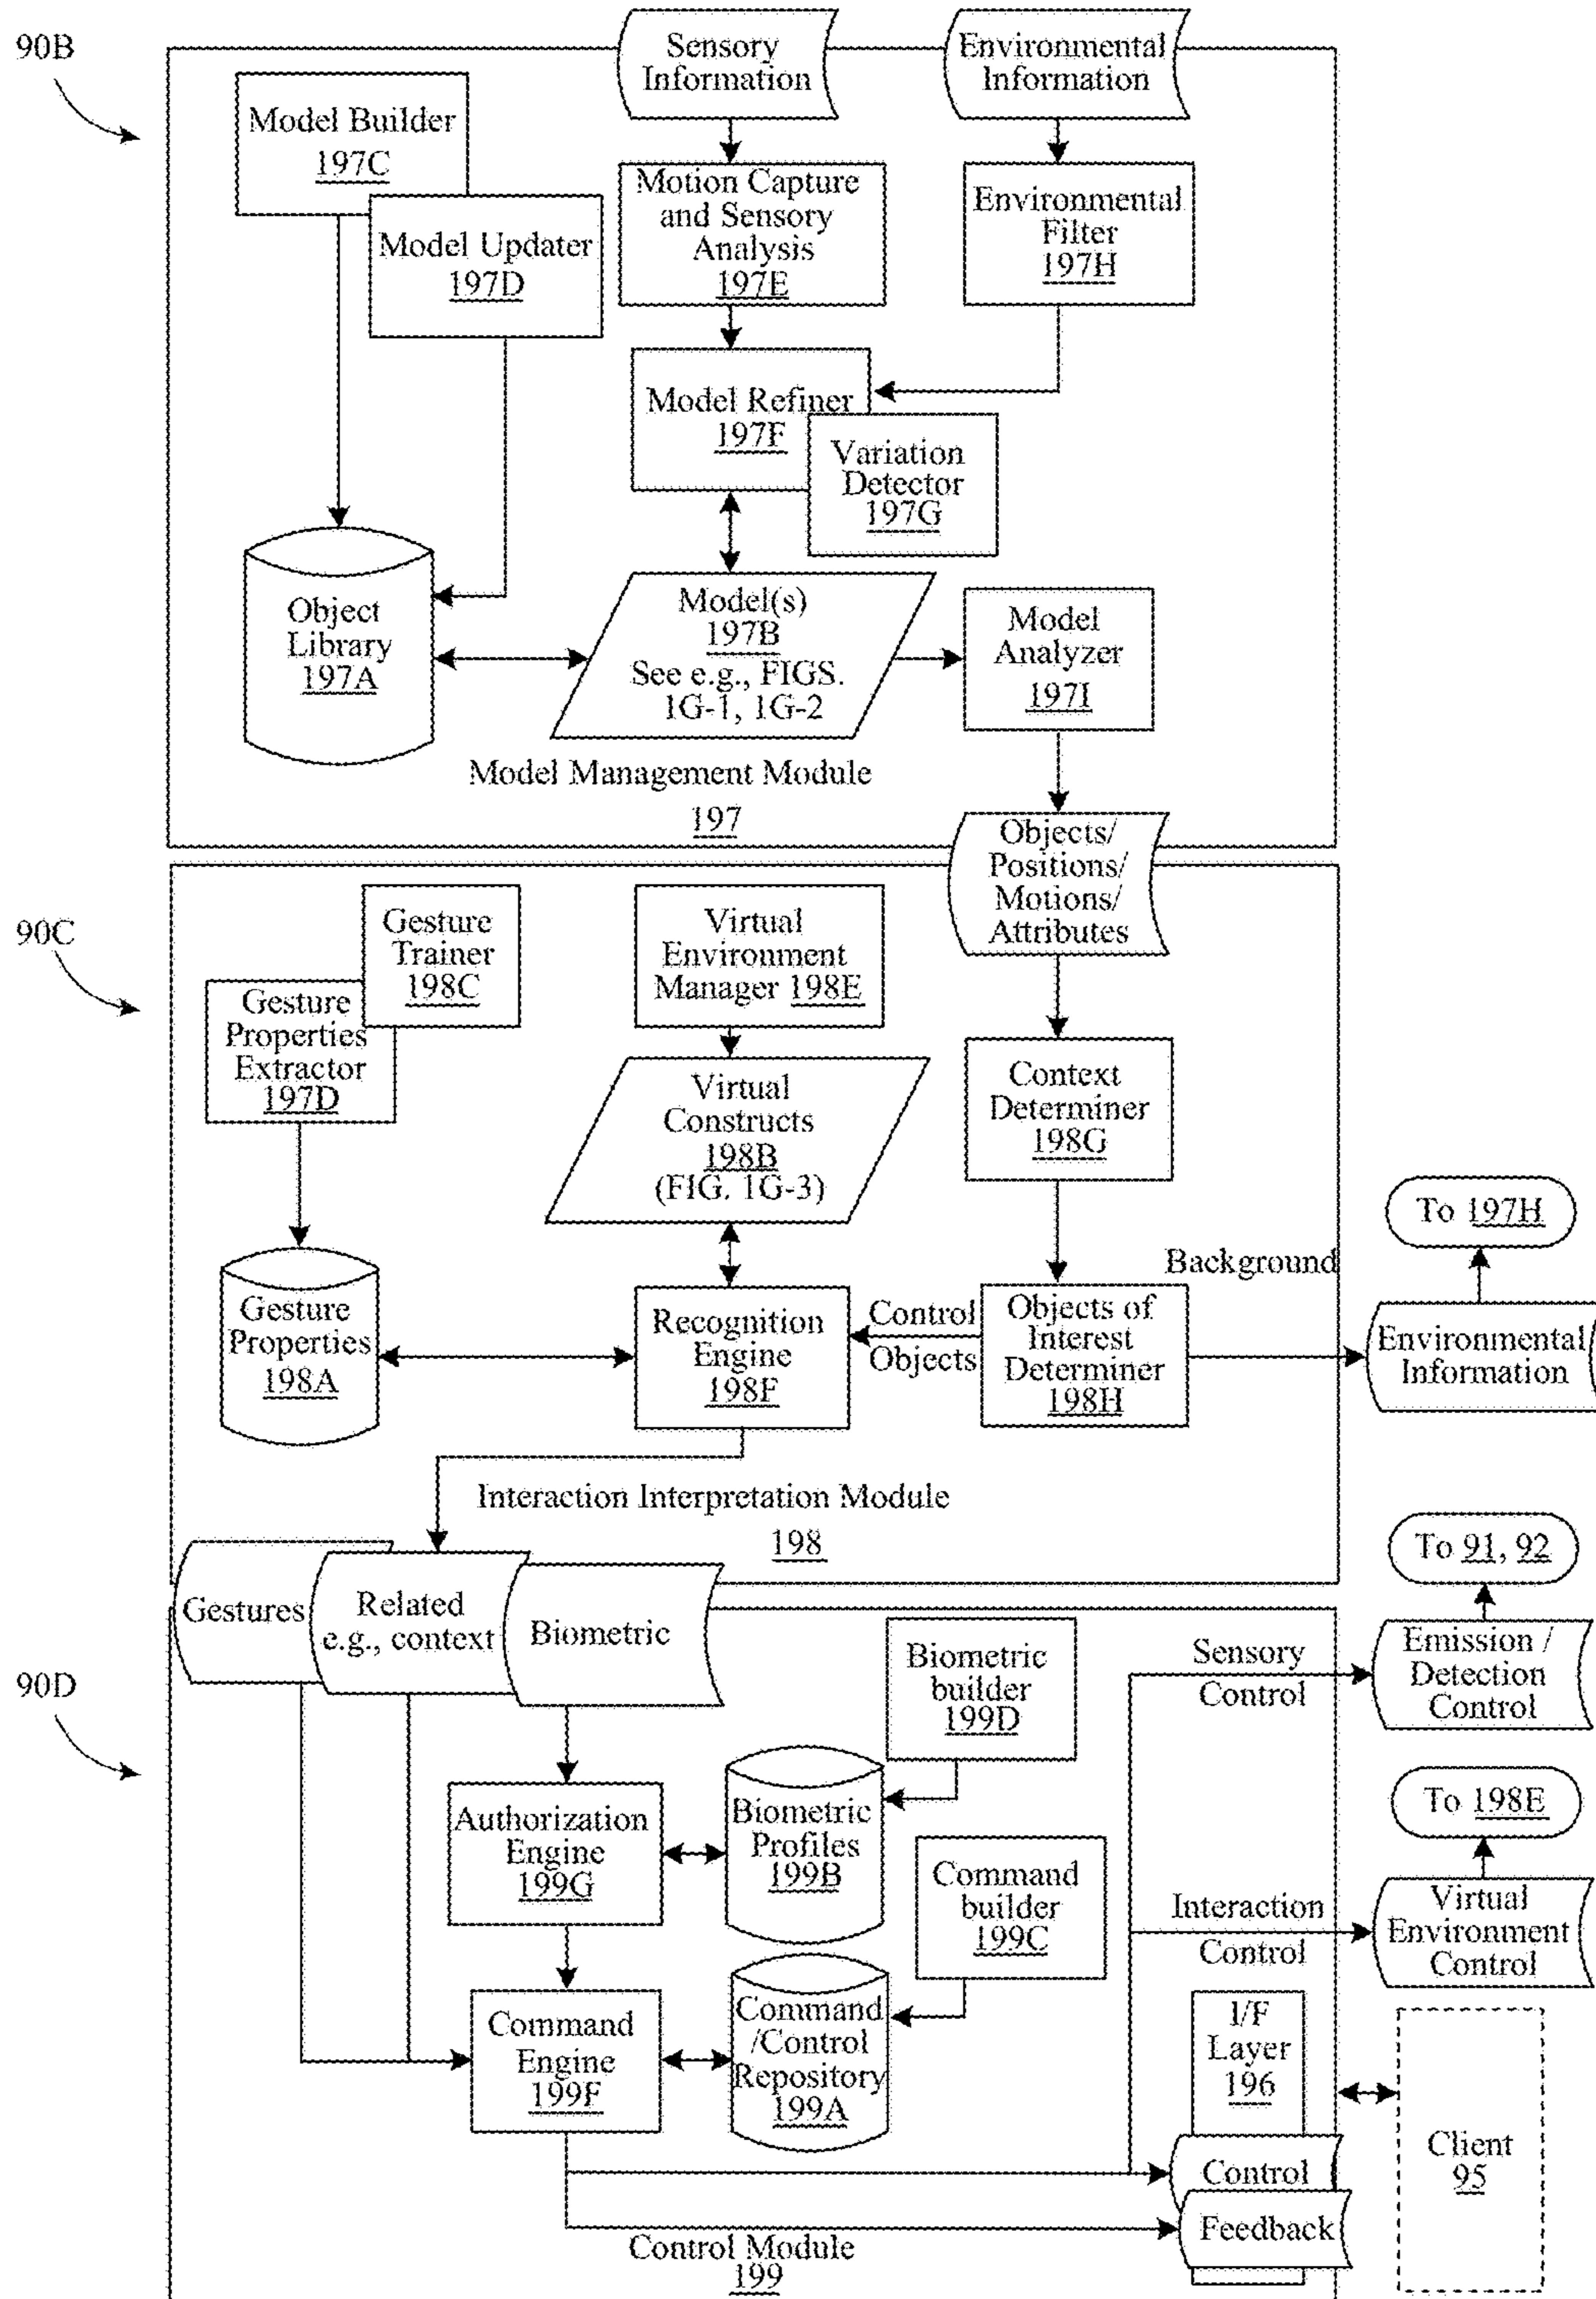 90B
Sensory
Information
Environmental
Information
Model Builder
197C
Model Updater
197D
Motion Capture
and Sensory
Analysis
197E
Environmental
Filter
197H
Model Refiner
197F
Variation
Detector
197G
Object
Library
197A
Model(s)
197B
See e.g., FIGS.
1G-1, 1G-2
Model
Analyzer
197I
Model Management Module
197
Objects/
Positions/
Motions/
Attributes
90C
Gesture
Trainer
198C
Gesture
Properties
Extractor
197D
Virtual
Environment
Manager 198E
Virtual
Constructs
198B
(FIG. 1G-3)
Context
Determiner
198G
To 197H
Background
Gesture
Properties
198A
Recognition
Engine
198F
Control
Objects
Objects of
Interest
Determiner
198H
Environmental
Information
Interaction Interpretation Module
198
To 91, 92
Gestures
Related
e.g., context
Biometric
90D
Biometric
builder
199D
Sensory
Control
Emission /
Detection
Control
Authorization
Engine
199G
Biometric
Profiles
199B
To 198E
Command
builder
199C
Interaction
Control
Virtual
Environment
Control
Command
Engine
199F
Command
/Control
Repository
199A
I/F
Layer
196
Client
95
Control
Feedback
Control Module
199